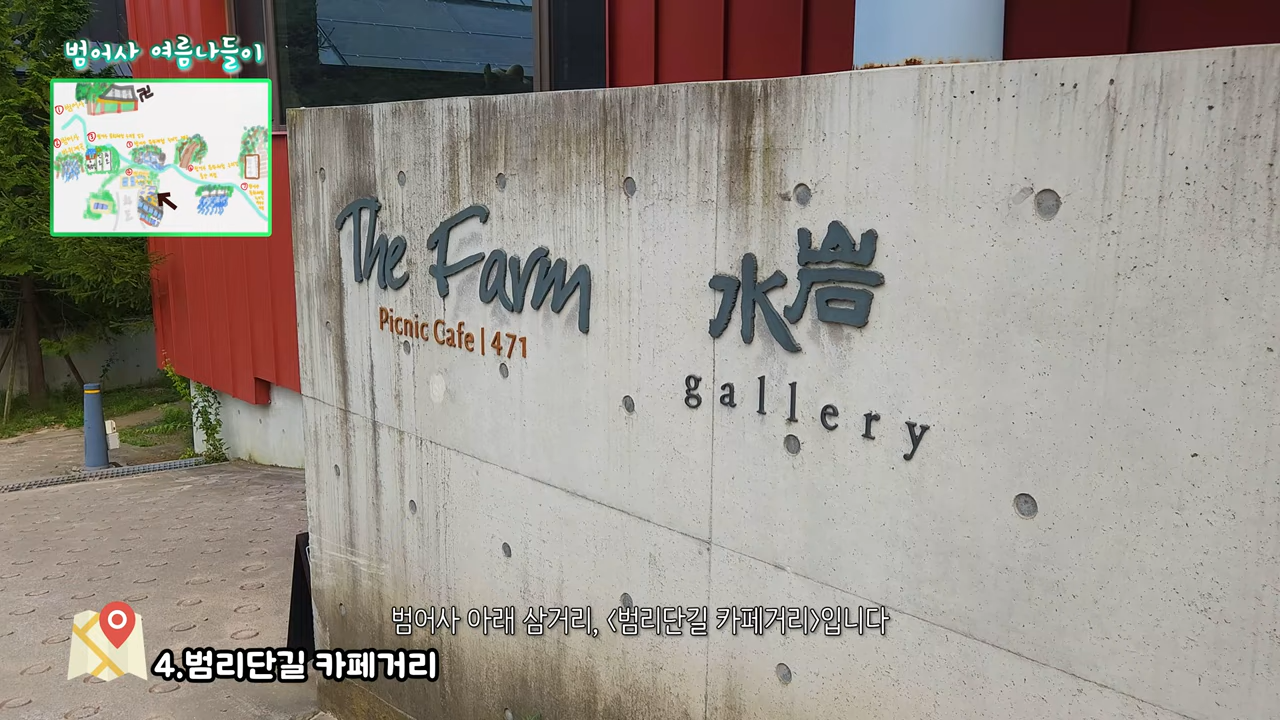 범어사 여름나들이
The Farm
Picnic Cafe | 471
水岩
gallery
범어사 아래 삼거리, <범리단길 카페거리>입니다
4.범리단길 카페거리